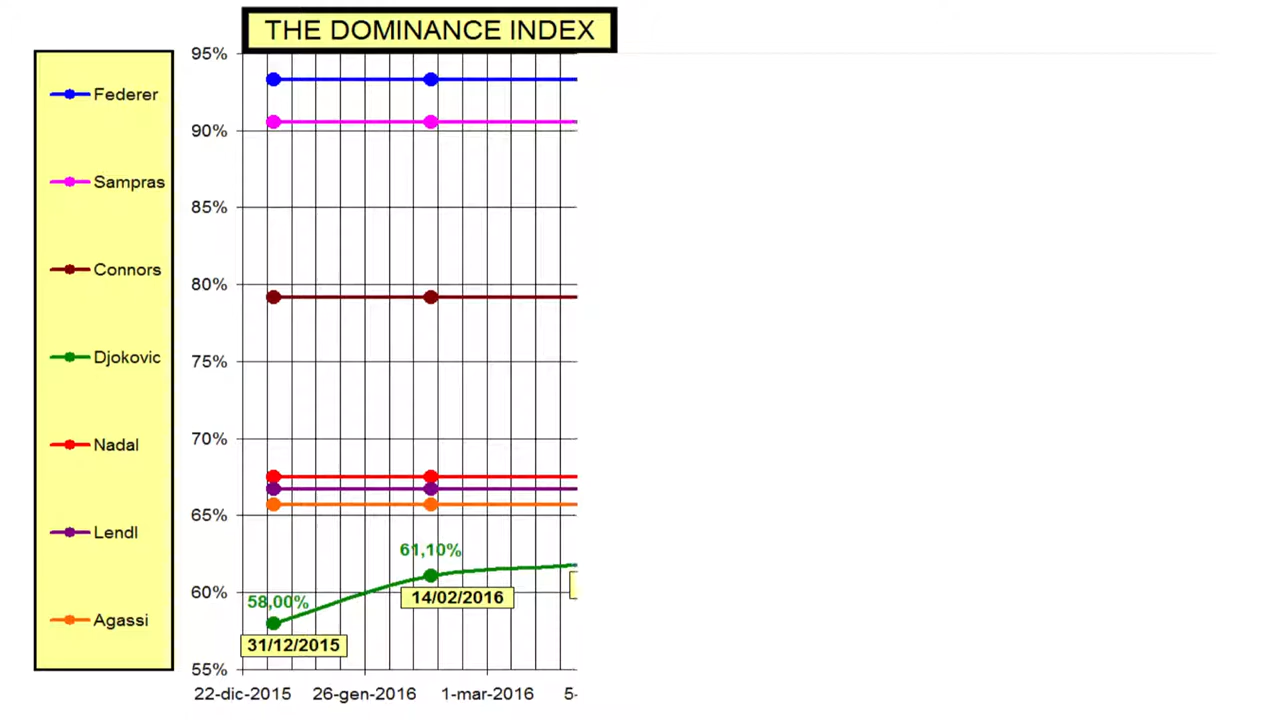 THE DOMINANCE INDEX
Federer
Sampras
Connors
Djokovic
Nadal
Lendl
Agassi
95%
90%
85%
80%
75%
70%
65%
60%
55%
61,10%
14/02/2016
58,00%
31/12/2015
22-dic-2015 26-gen-2016 1-mar-2016 5-